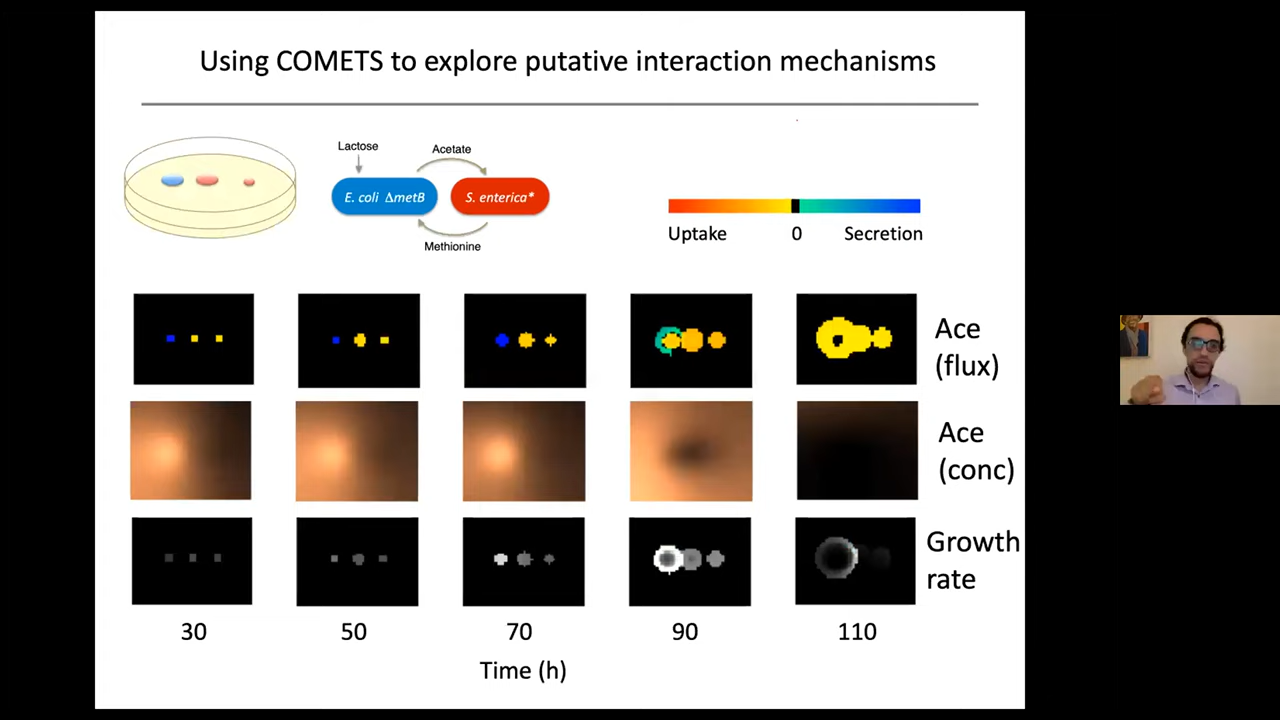 Using COMETS to explore putative interaction mechanisms
Lactose
Acetate
E. coli ΔmetB
S. enterica*
Methionine
Uptake 0 Secretion
Ace
(flux)
Ace
(conc)
Growth
rate
30 50 70 90 110
Time (h)